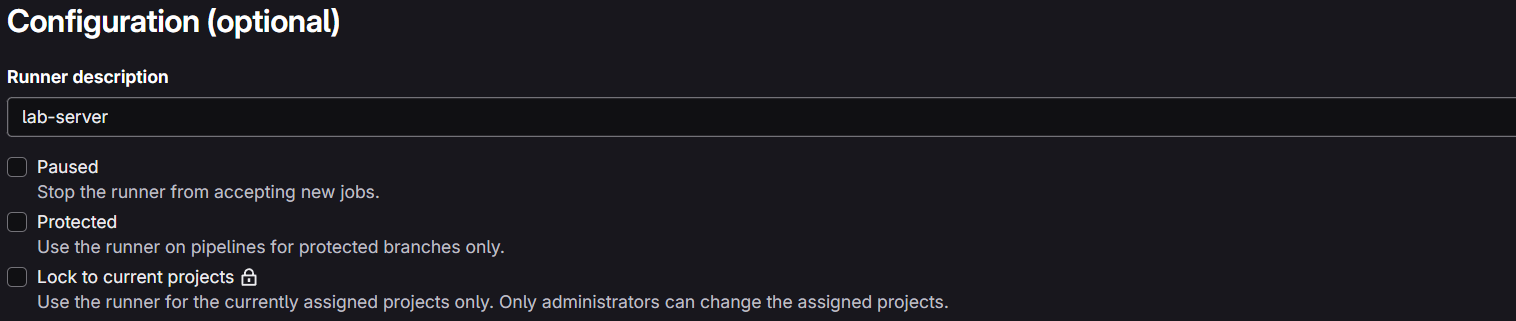 Configuration (optional)
Runner description
lab-server
Paused
Stop the runner from accepting new jobs.
Protected
Use the runner on pipelines for protected branches only.
Lock to current projects
Use the runner for the currently assigned projects only. Only administrators can change the assigned projects.